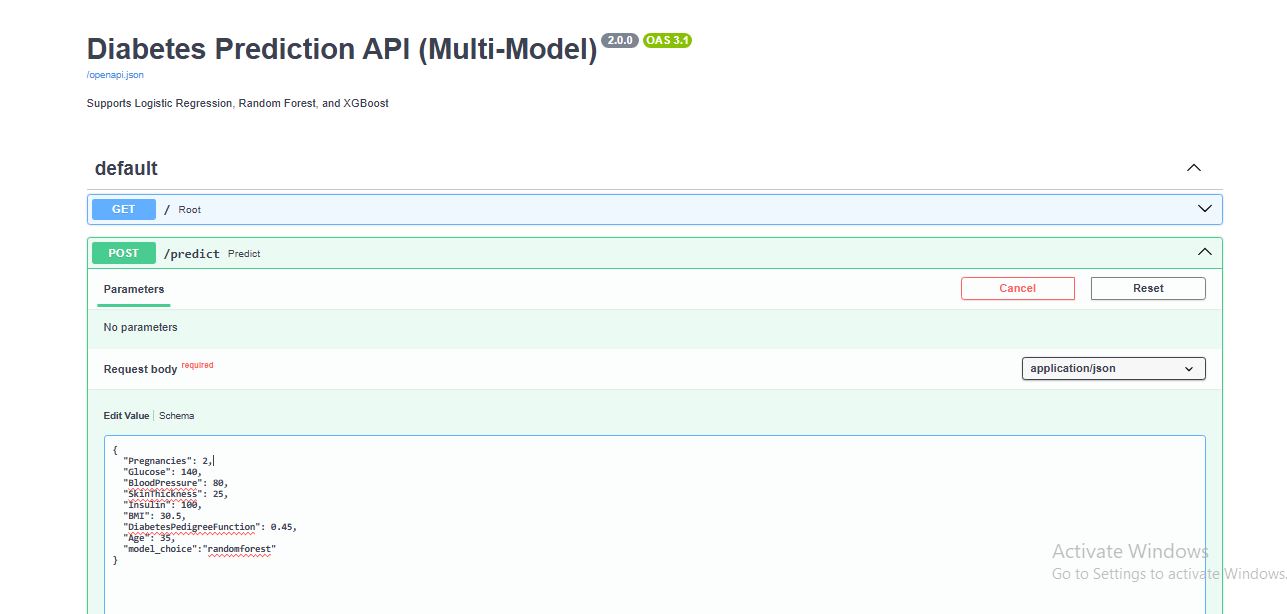 Diabetes Prediction API (Multi-Model) 2.0.0 OAS 3.1
/openapi.json
Supports Logistic Regression, Random Forest, and XGBoost
default
GET / Root
POST /predict Predict
Parameters
Cancel
Reset
No parameters
Request body required
application/json
Edit Value | Schema
{
  "Pregnancies": 2,
  "Glucose": 140,
  "BloodPressure": 80,
  "SkinThickness": 25,
  "Insulin": 100,
  "BMI": 30.5,
  "DiabetesPedigreeFunction": 0.45,
  "Age": 35,
  "model_choice":"randomforest"
}
Activate Windows
Go to Settings to activate Windows.